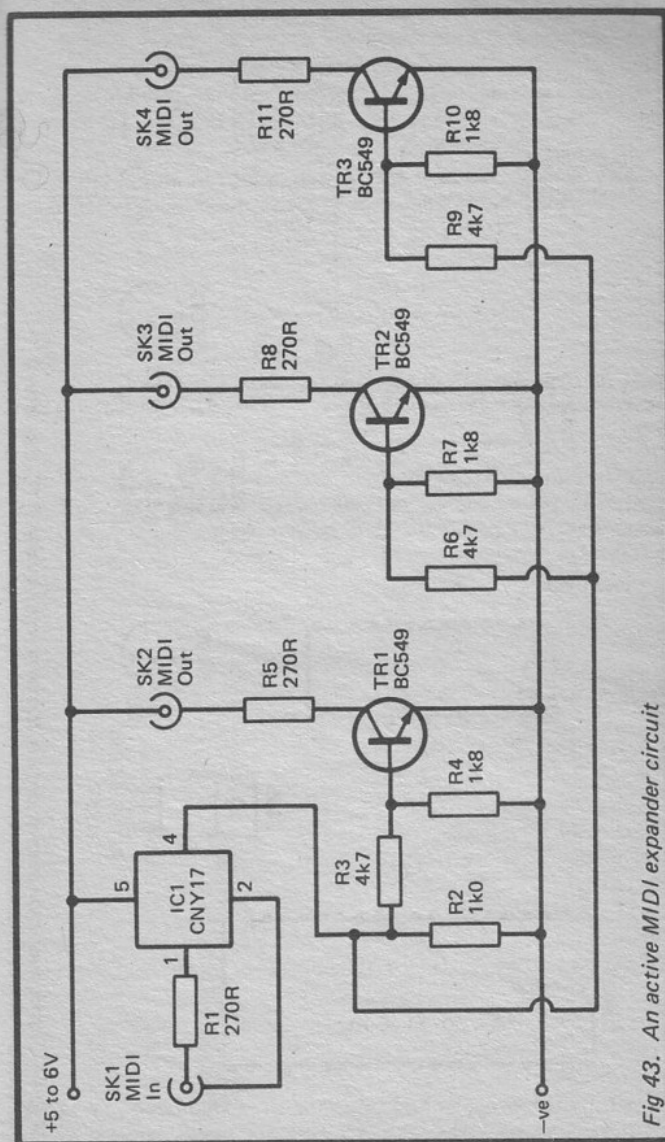 +5 to 6V
SK1
MIDI
In
R1
270R
1
5
IC1
CNY17
2
4
SK2
MIDI
Out
R5
270R
TR1
BC549
R3
4k7
R4
1k8
R2
1k0
SK3
MIDI
Out
R8
270R
TR2
BC549
R7
1k8
R6
4k7
SK4
MIDI
Out
R11
270R
TR3
BC549
R10
1k8
R9
4k7
–ve
Fig 43. An active MIDI expander circuit